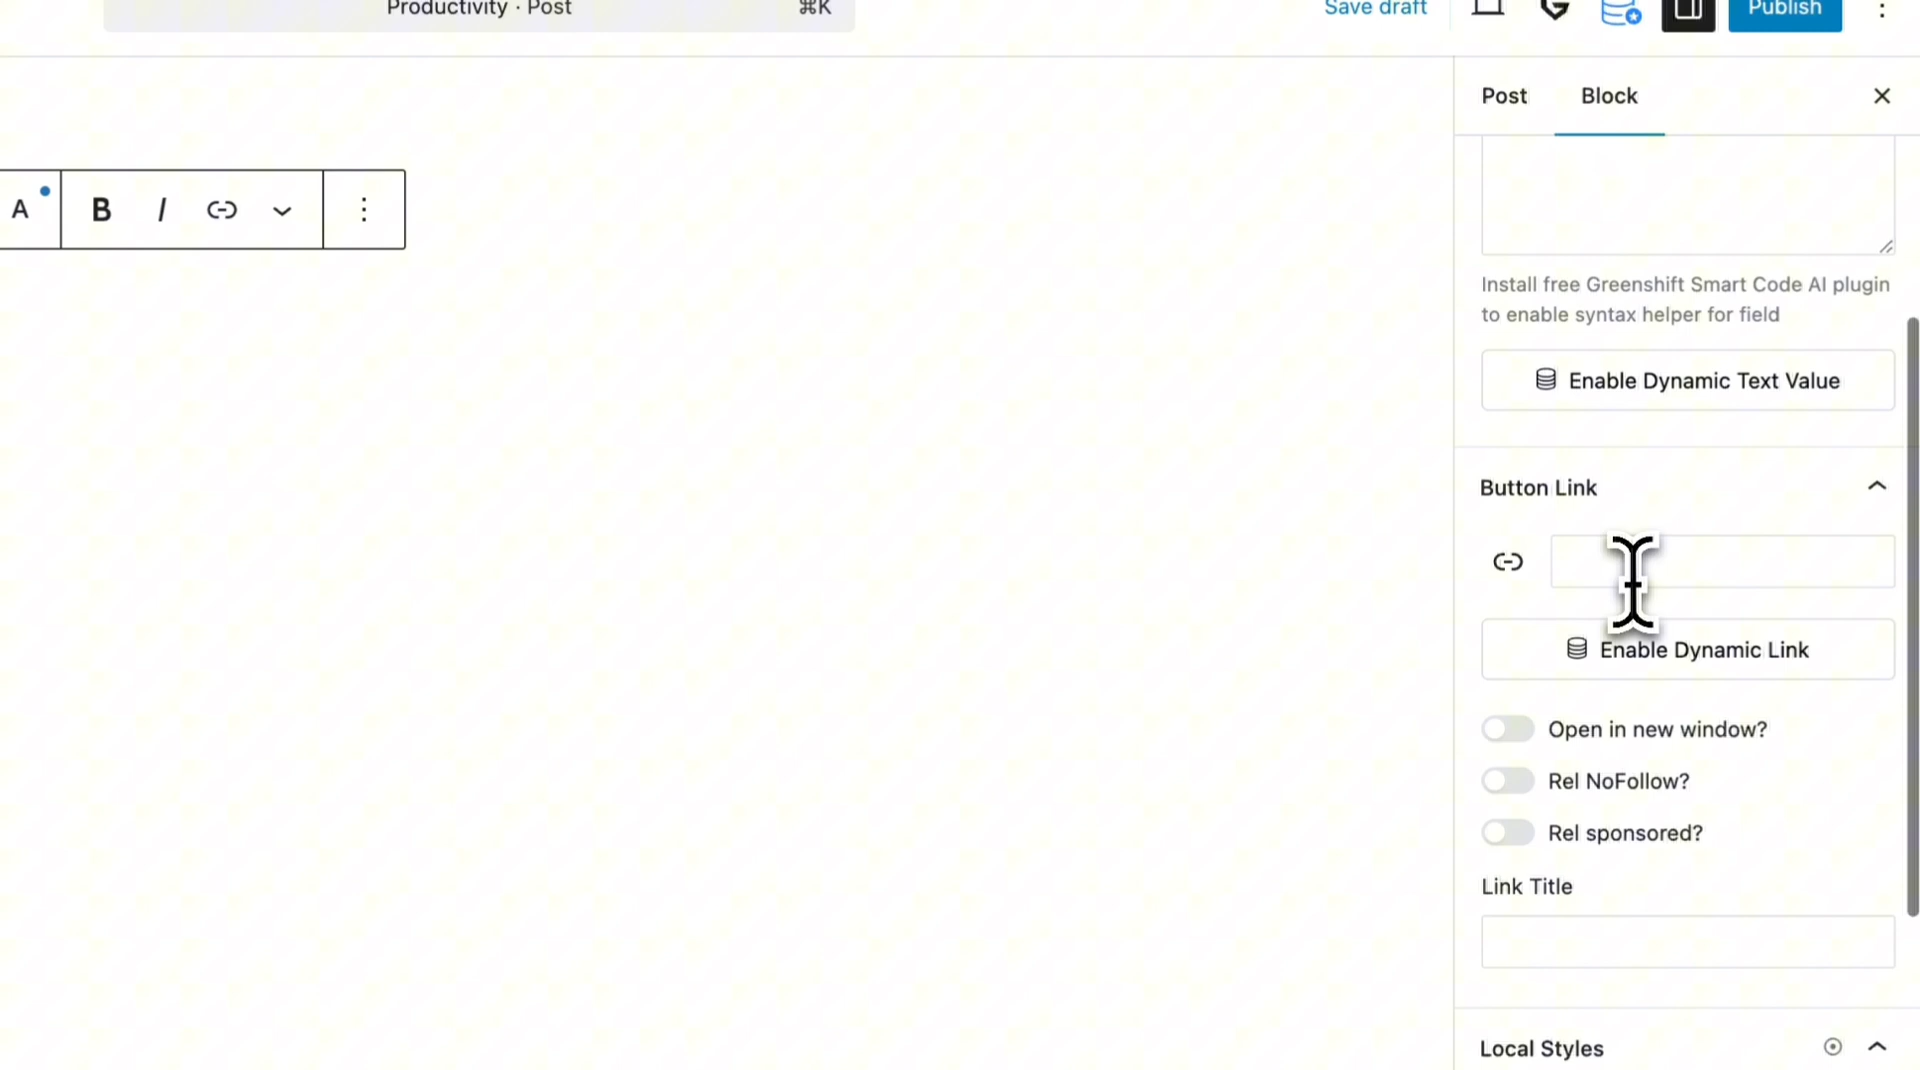 Productivity · Post ⌘K
Save draft
Publish
Post
Block
A
B
I
Install free Greenshift Smart Code AI plugin
to enable syntax helper for field
Enable Dynamic Text Value
Button Link
Enable Dynamic Link
Open in new window?
Rel NoFollow?
Rel sponsored?
Link Title
Local Styles